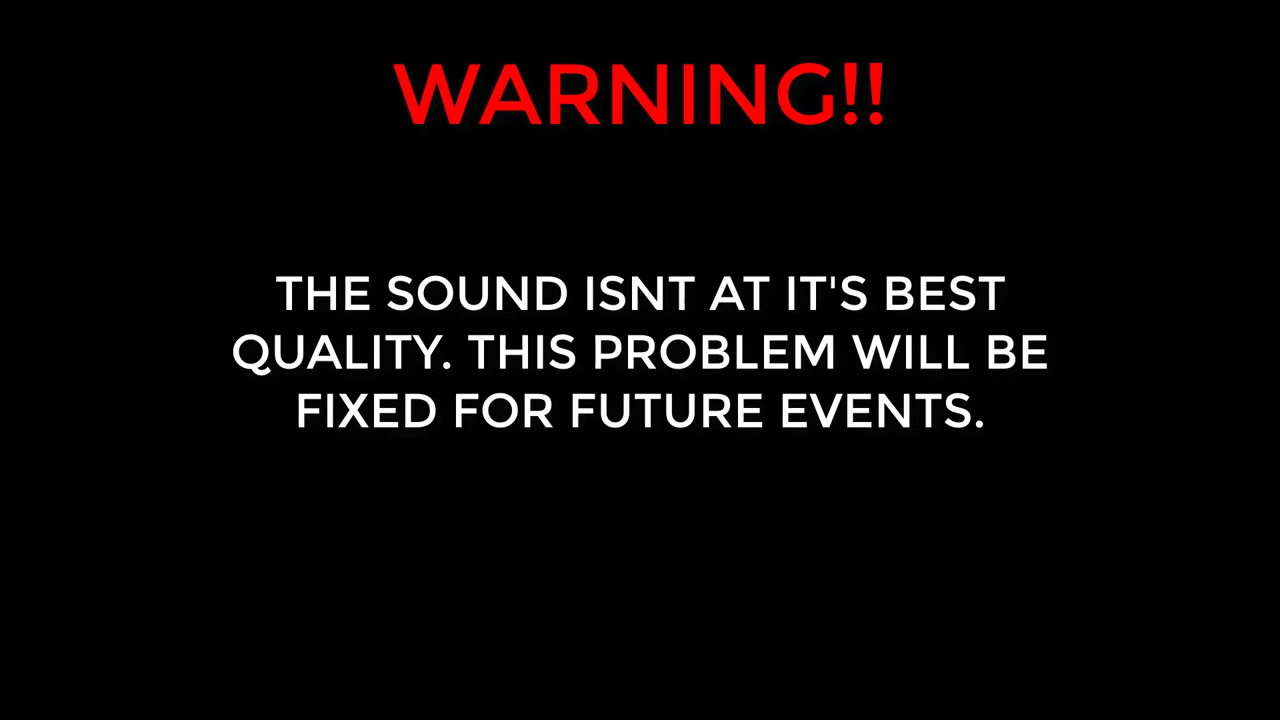 WARNING!!
THE SOUND ISNT AT IT'S BEST
QUALITY. THIS PROBLEM WILL BE
FIXED FOR FUTURE EVENTS.